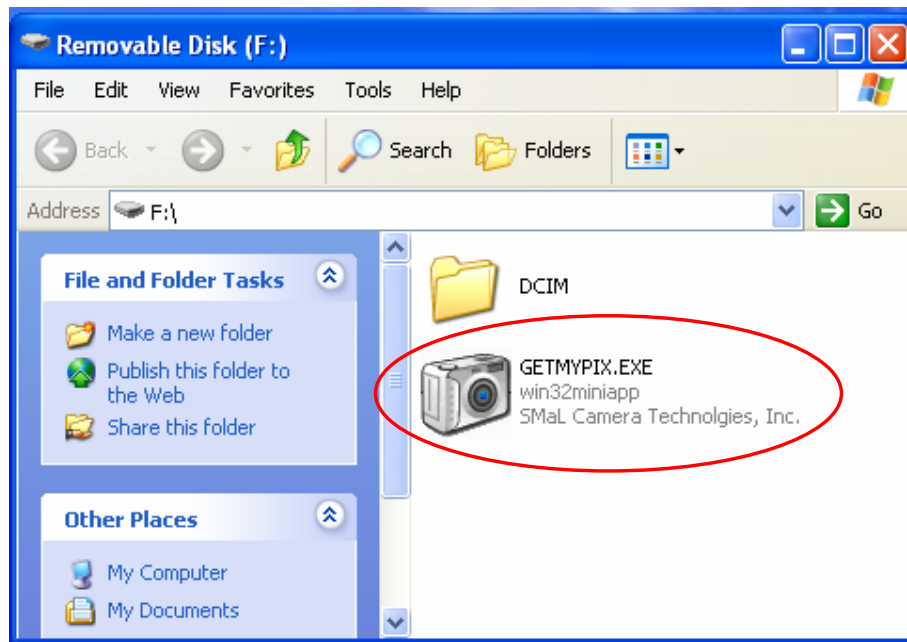 Removable Disk (F:)
File Edit View Favorites Tools Help
Back Search Folders
Address F:\ Go
File and Folder Tasks
Make a new folder
Publish this folder to
the Web
Share this folder
Other Places
My Computer
My Documents
DCIM
GETMYPIX.EXE
win32miniapp
SMaL Camera Technolgies, Inc.